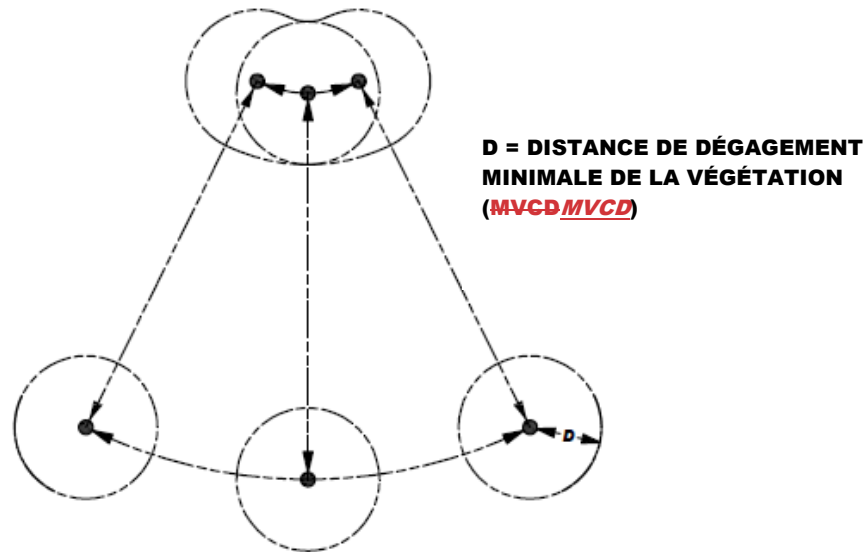 D = DISTANCE DE DÉGAGEMENT
MINIMALE DE LA VÉGÉTATION
(MVCDMVCD)
D